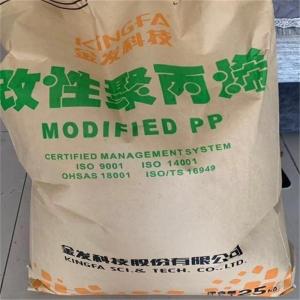 KINGFA
金发科技
改性聚丙烯
MODIFIED PP
CERTIFIED MANAGEMENT SYSTEM
ISO 9001 ISO 14001
OHSAS 18001 ISO/TS 16949
金发科技股份有限公司
KINGFA SCI.& TECH. CO.,LTD.
25KG